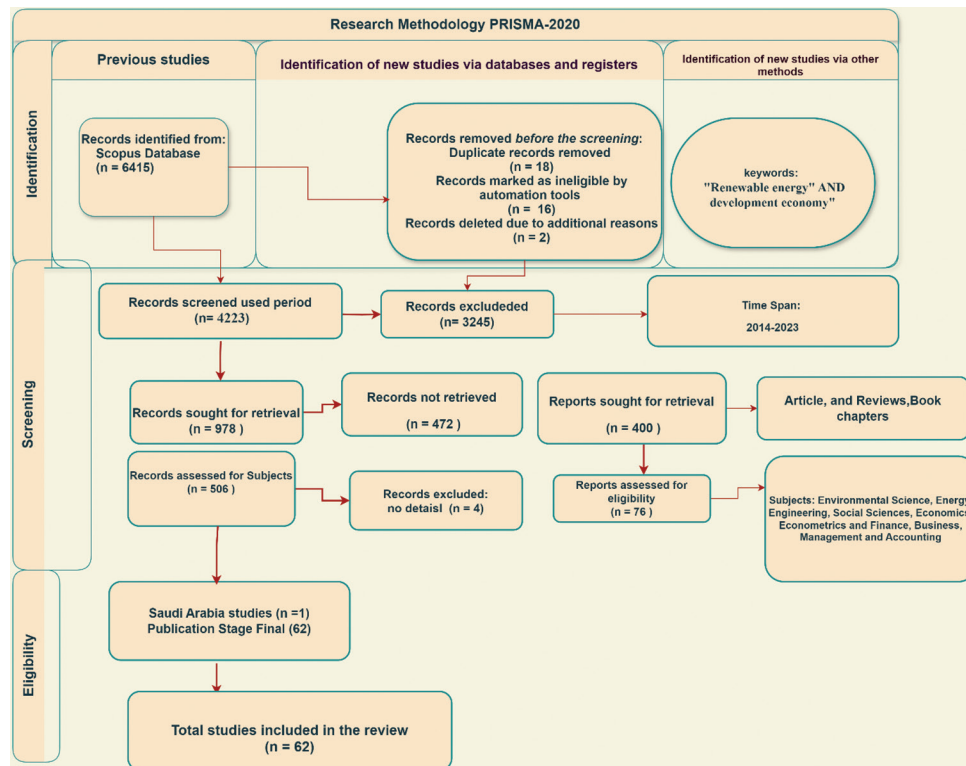 Research Methodology PRISMA-2020
Identification
Previous studies
Identification of new studies via databases and registers
Identification of new studies via other
methods
Records identified from:
Scopus Database
(n = 6415)
Records removed before the screening:
Duplicate records removed
(n = 18)
Records marked as ineligible by
automation tools
(n = 16)
Records deleted due to additional reasons
(n = 2)
keywords:
"Renewable energy" AND
development economy"
Screening
Records screened used period
(n= 4223)
Records excludeded
(n= 3245)
Time Span:
2014-2023
Records sought for retrieval
(n = 978 )
Records not retrieved
(n = 472 )
Reports sought for retrieval
(n = 400 )
Article, and Reviews,Book
chapters
Records assessed for Subjects
(n = 506 )
Records excluded:
no detaisl (n = 4)
Reports assessed for
eligibility
(n = 76 )
Subjects: Environmental Science, Energy
Engineering, Social Sciences, Economics
Econometrics and Finance, Business,
Management and Accounting
Eligibility
Saudi Arabia studies (n =1)
Publication Stage Final (62)
Total studies included in the review
(n = 62)